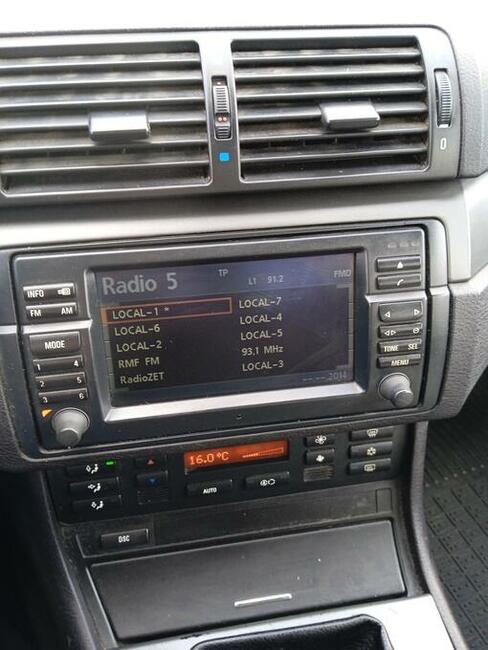 0
Radio 5 TP L1 91.2 FMD
LOCAL-1 * LOCAL-7
LOCAL-6 LOCAL-4
LOCAL-2 LOCAL-5
RMF FM 93,1 MHz
RadioZET LOCAL-3
--.--.2014
INFO
FM AM
MODE
1 4
2 5
3 6
TONE SEL
MENU
16.0°C
AUTO
DSC